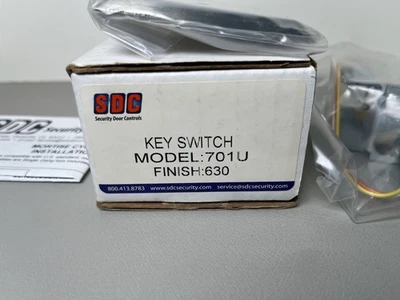 SDC
Security Door Controls
KEY SWITCH
MODEL:701U
FINISH:630
800.413.8783 www.sdcsecurity.com service@sdcsecurity.com
SDC Security
MORTISE CY
INSTALLATIO